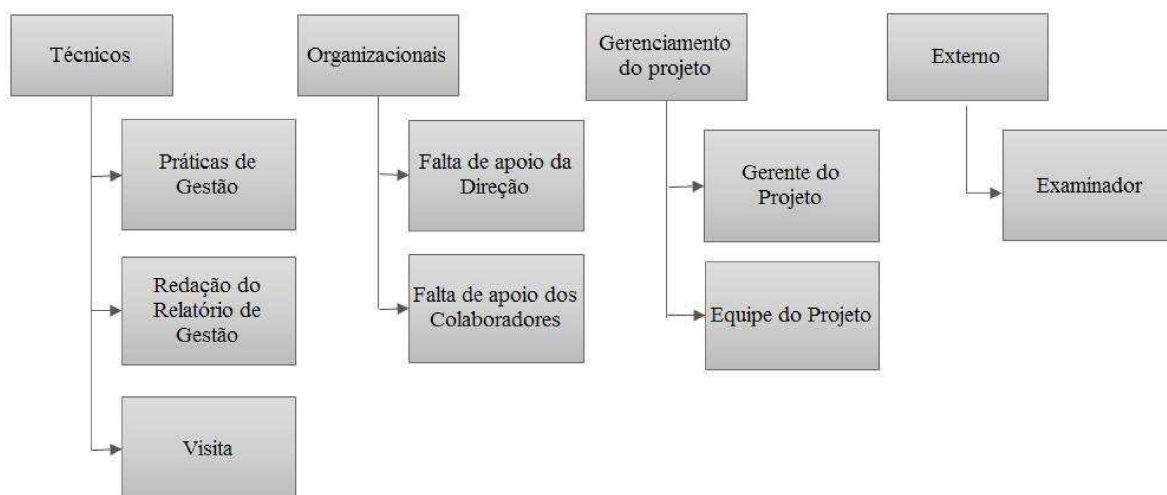 Técnicos
Práticas de
Gestão
Redação do
Relatório de
Gestão
Visita
Organizacionais
Falta de apoio da
Direção
Falta de apoio dos
Colaboradores
Gerenciamento
do projeto
Gerente do
Projeto
Equipe do Projeto
Externo
Examinador